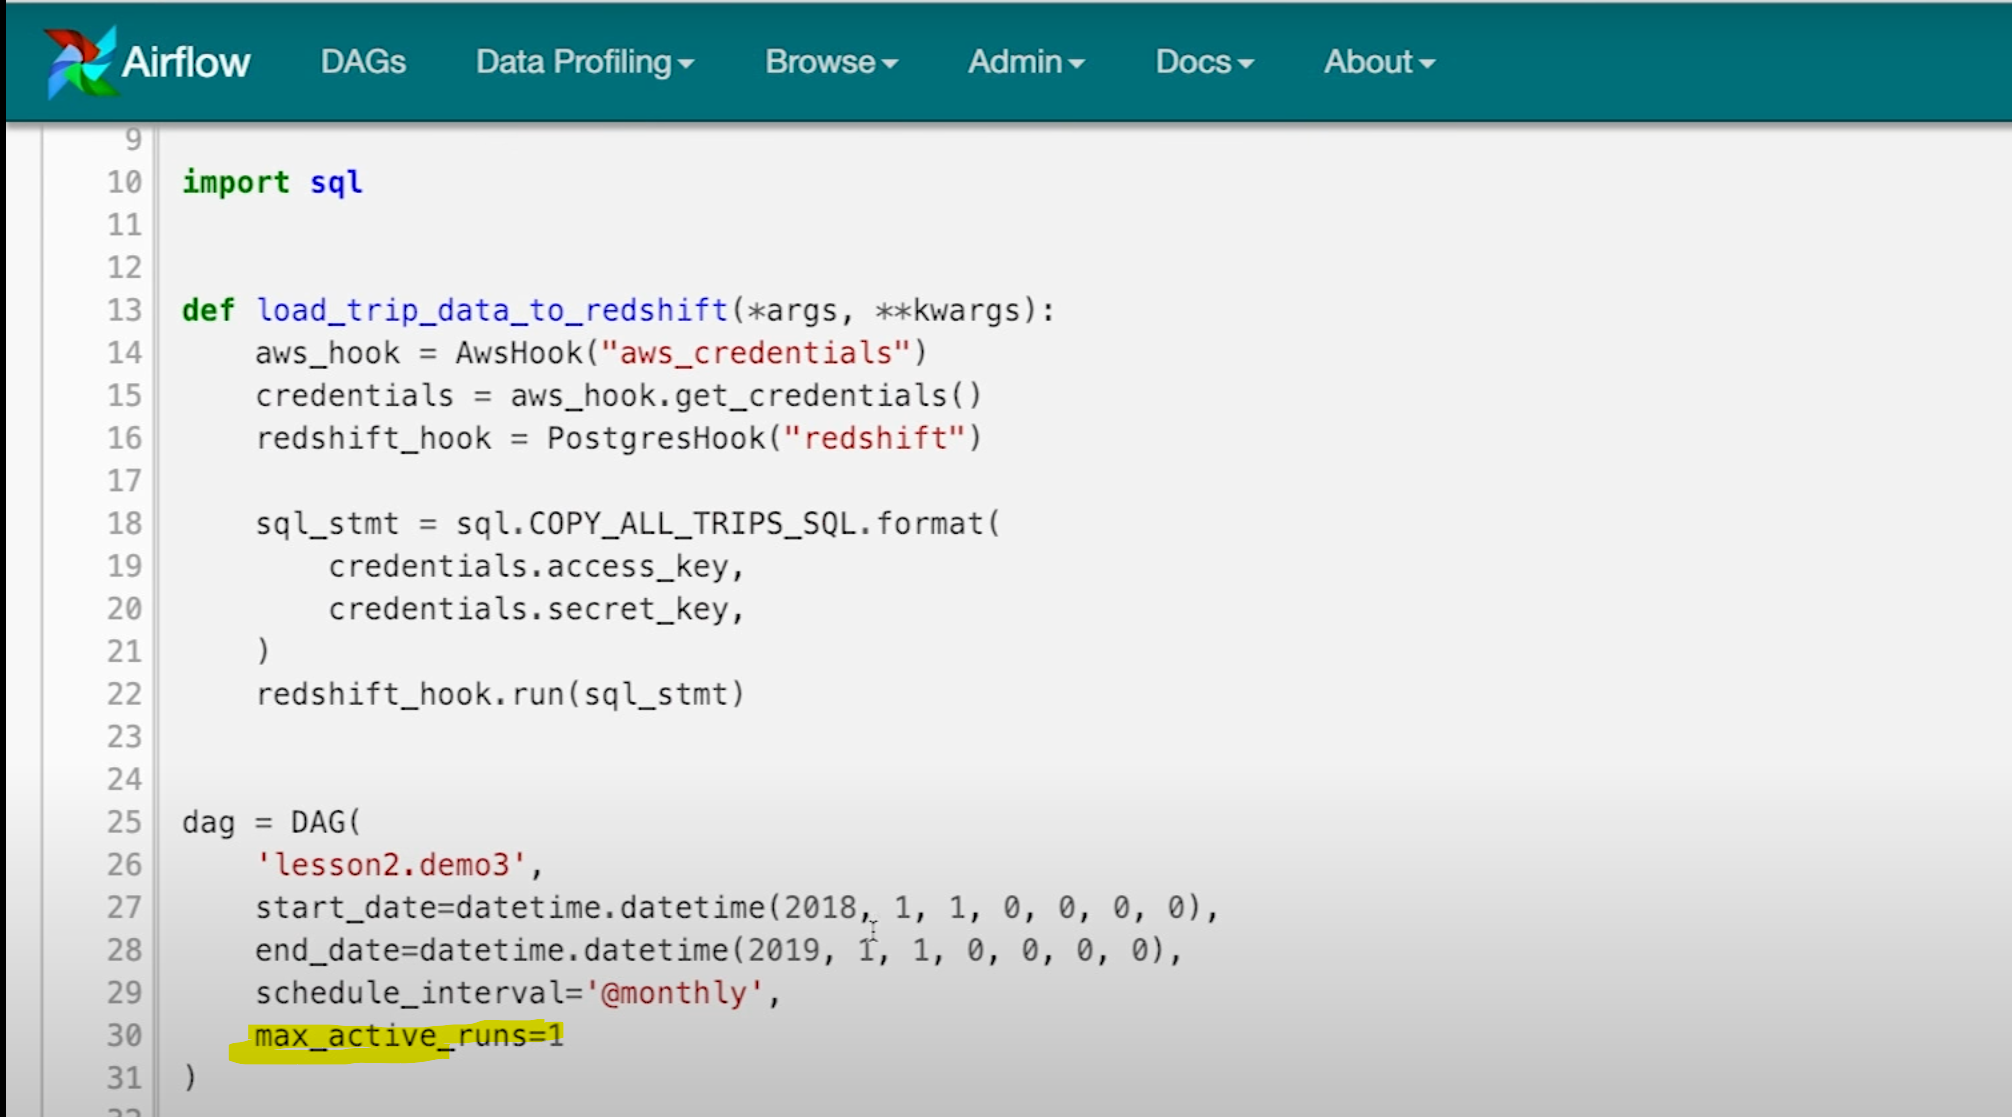 Airflow DAGs Data Profiling Browse Admin Docs About
9
10 import sql
11
12
13 def load_trip_data_to_redshift(*args, **kwargs):
14     aws_hook = AwsHook("aws_credentials")
15     credentials = aws_hook.get_credentials()
16     redshift_hook = PostgresHook("redshift")
17
18     sql_stmt = sql.COPY_ALL_TRIPS_SQL.format(
19         credentials.access_key,
20         credentials.secret_key,
21     )
22     redshift_hook.run(sql_stmt)
23
24
25 dag = DAG(
26     'lesson2.demo3',
27     start_date=datetime.datetime(2018, 1, 1, 0, 0, 0, 0),
28     end_date=datetime.datetime(2019, 1, 1, 0, 0, 0, 0),
29     schedule_interval='@monthly',
30     max_active_runs=1
31 )